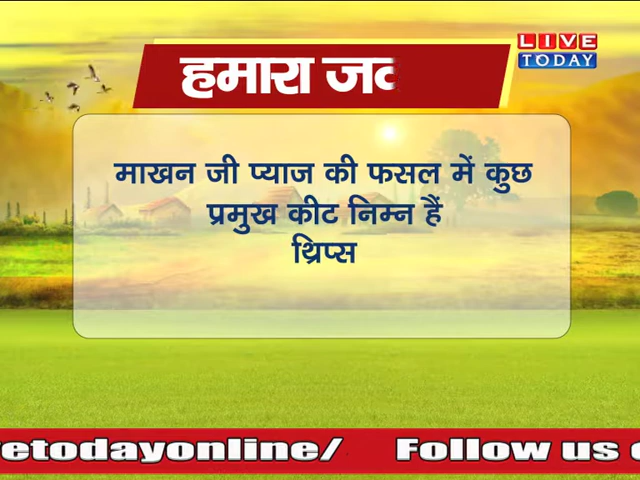 हमारा
LIVE
TODAY
माखन जी प्याज की फसल में कुछ
प्रमुख कीट निम्न हैं
थ्रिप्स
etodayonline/ Follow us